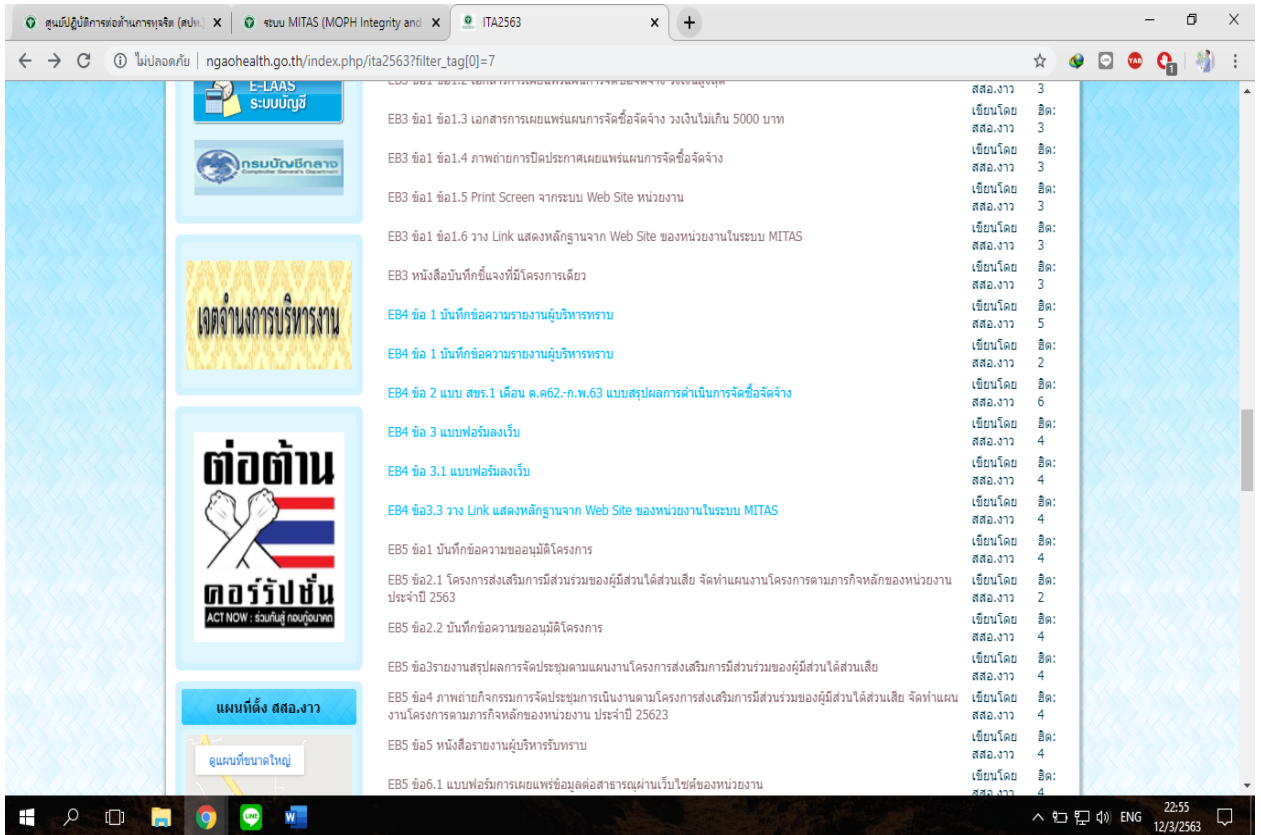 ศูนย์ปฏิบัติการต่อต้านการทุจริต (ศปท.)
ระบบ MITAS (MOPH Integrity and
ITA2563
ไม่ปลอดภัย
ngaohealth.go.th/index.php/ita2563?filter_tag[0]=7
E-LAAS
ระบบบัญชี
กรมบัญชีกลาง
Comptroller General's Department
เจตจำนงการบริหารงาน
ต่อต้าน
คอร์รัปชั่น
ACT NOW : ร่วมกันสู้ กอบกู้อนาคต
แผนที่ตั้ง สสอ.งาว
ดูแผนที่ขนาดใหญ่
สสอ.งาว 3
EB3 ข้อ1 ข้อ1.3 เอกสารการเผยแพร่แผนการจัดซื้อจัดจ้าง วงเงินไม่เกิน 5000 บาท
เขียนโดย ฮิต:
สสอ.งาว 3
EB3 ข้อ1 ข้อ1.4 ภาพถ่ายการปิดประกาศเผยแพร่แผนการจัดซื้อจัดจ้าง
เขียนโดย ฮิต:
สสอ.งาว 3
EB3 ข้อ1 ข้อ1.5 Print Screen จากระบบ Web Site หน่วยงาน
เขียนโดย ฮิต:
สสอ.งาว 3
EB3 ข้อ1 ข้อ1.6 วาง Link แสดงหลักฐานจาก Web Site ของหน่วยงานในระบบ MITAS
เขียนโดย ฮิต:
สสอ.งาว 3
EB3 หนังสือบันทึกชี้แจงที่มีโครงการเดียว
เขียนโดย ฮิต:
สสอ.งาว 3
EB4 ข้อ 1 บันทึกข้อความรายงานผู้บริหารทราบ
เขียนโดย ฮิต:
สสอ.งาว 5
EB4 ข้อ 1 บันทึกข้อความรายงานผู้บริหารทราบ
เขียนโดย ฮิต:
สสอ.งาว 2
EB4 ข้อ 2 แบบ สขร.1 เดือน ต.ค62.-ก.พ.63 แบบสรุปผลการดำเนินการจัดซื้อจัดจ้าง
เขียนโดย ฮิต:
สสอ.งาว 6
EB4 ข้อ 3 แบบฟอร์มลงเว็บ
เขียนโดย ฮิต:
สสอ.งาว 4
EB4 ข้อ 3.1 แบบฟอร์มลงเว็บ
เขียนโดย ฮิต:
สสอ.งาว 4
EB4 ข้อ3.3 วาง Link แสดงหลักฐานจาก Web Site ของหน่วยงานในระบบ MITAS
เขียนโดย ฮิต:
สสอ.งาว 4
EB5 ข้อ1 บันทึกข้อความขออนุมัติโครงการ
เขียนโดย ฮิต:
สสอ.งาว 4
EB5 ข้อ2.1 โครงการส่งเสริมการมีส่วนร่วมของผู้มีส่วนได้ส่วนเสีย จัดทำแผนงานโครงการตามภารกิจหลักของหน่วยงาน
ประจำปี 2563
เขียนโดย ฮิต:
สสอ.งาว 2
EB5 ข้อ2.2 บันทึกข้อความขออนุมัติโครงการ
เขียนโดย ฮิต:
สสอ.งาว 4
EB5 ข้อ3รายงานสรุปผลการจัดประชุมตามแผนงานโครงการส่งเสริมการมีส่วนร่วมของผู้มีส่วนได้ส่วนเสีย
เขียนโดย ฮิต:
สสอ.งาว 4
EB5 ข้อ4 ภาพถ่ายกิจกรรมการจัดประชุมการเนินงานตามโครงการส่งเสริมการมีส่วนร่วมของผู้มีส่วนได้ส่วนเสีย จัดทำแผน
งานโครงการตามภารกิจหลักของหน่วยงาน ประจำปี 25623
เขียนโดย ฮิต:
สสอ.งาว 4
EB5 ข้อ5 หนังสือรายงานผู้บริหารรับทราบ
เขียนโดย ฮิต:
สสอ.งาว 4
EB5 ข้อ6.1 แบบฟอร์มการเผยแพร่ข้อมูลต่อสาธารณผ่านเว็บไซต์ของหน่วยงาน
เขียนโดย ฮิต:
สสอ.งาว 4
ENG
22:55
12/3/2563